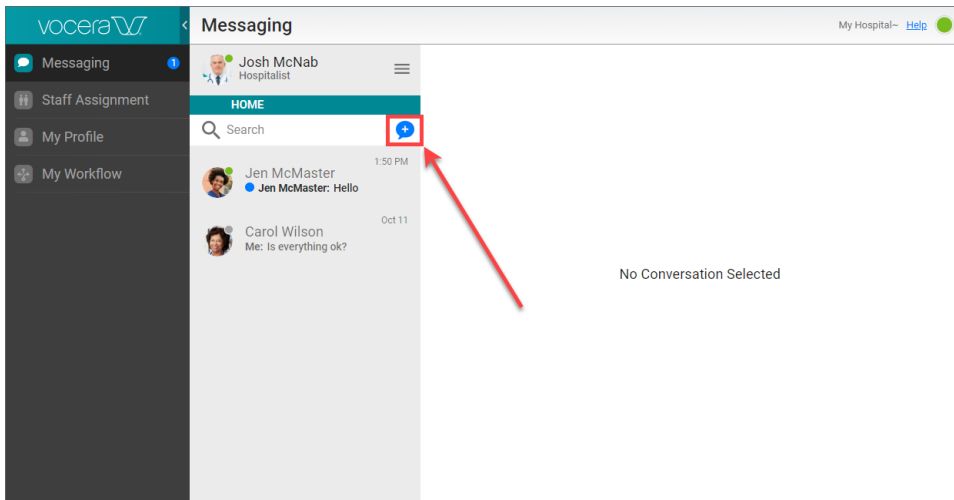 vocera
Messaging
My Hospital~ Help
Messaging 1
Staff Assignment
My Profile
My Workflow
Josh McNab
Hospitalist
HOME
Search
1:50 PM
Jen McMaster
Jen McMaster: Hello
Oct 11
Carol Wilson
Me: Is everything ok?
No Conversation Selected